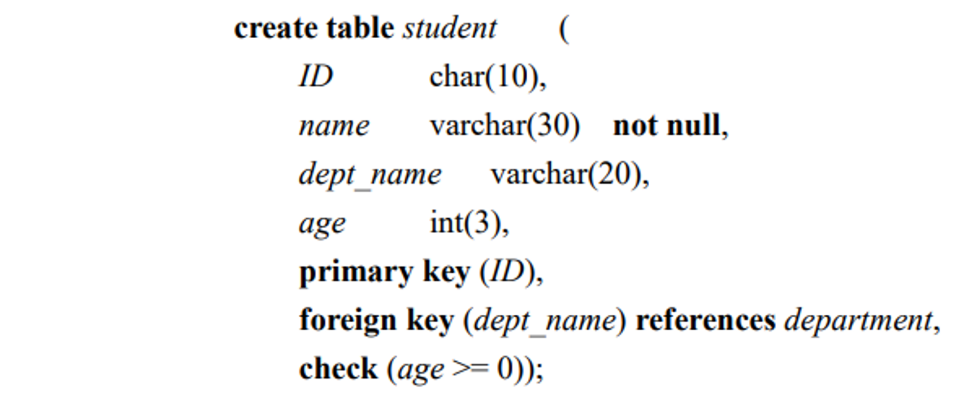 create table student (
ID char(10),
name varchar(30) not null,
dept_name varchar(20),
age int(3),
primary key (ID),
foreign key (dept_name) references department,
check (age >= 0));